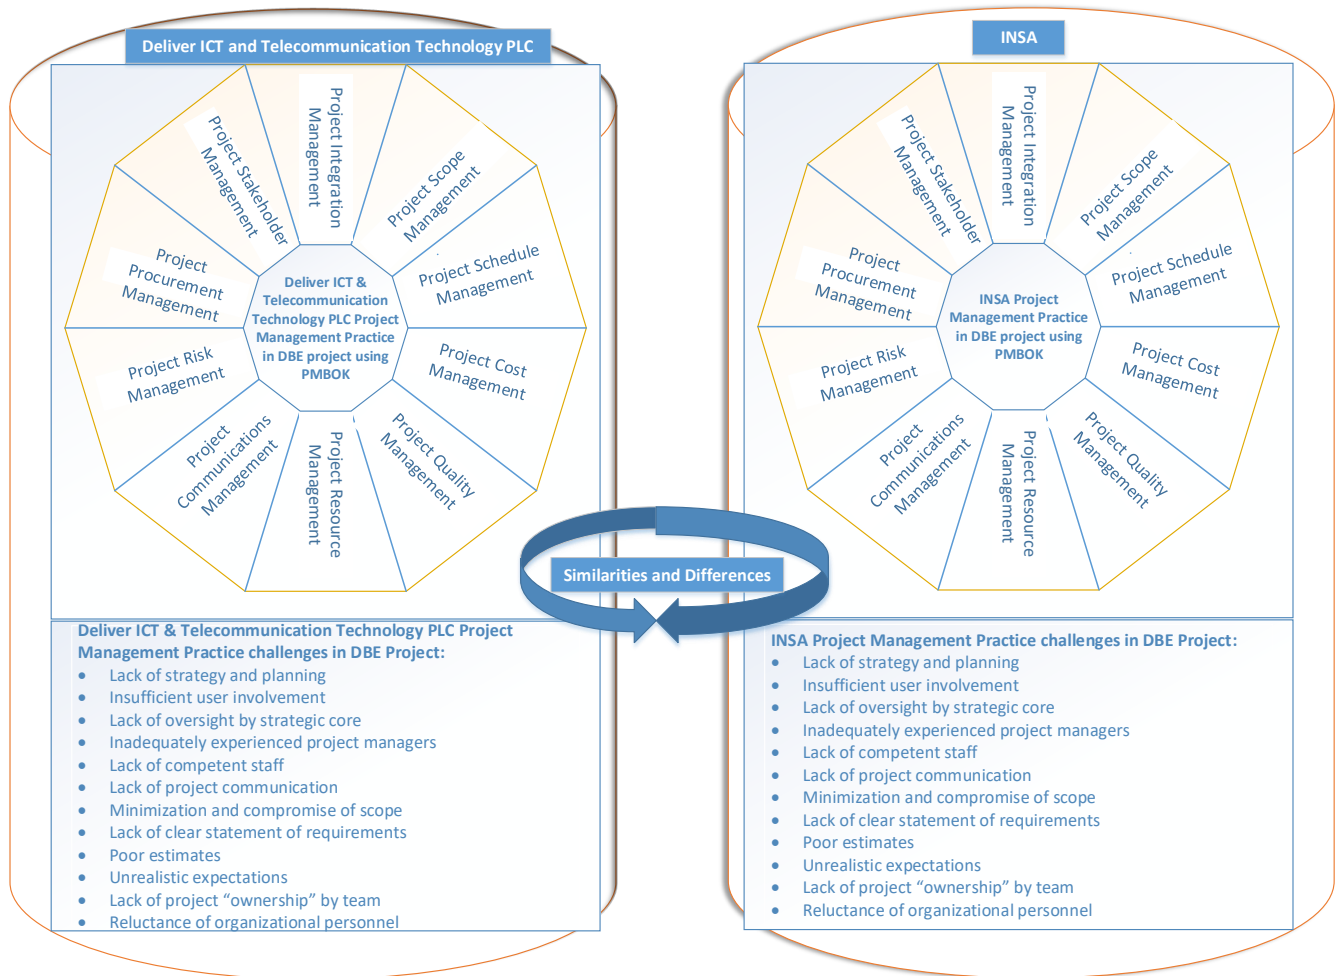 Deliver ICT and Telecommunication Technology PLC
Project Integration
Management
Project Scope
Management
Project Schedule
Management
Project Cost
Management
Project Quality
Management
Project Resource
Management
Project
Communications
Management
Project Risk
Management
Project
Procurement
Management
Project Stakeholder
Management
Deliver ICT &
Telecommunication
Technology PLC Project
Management Practice
in DBE project using
PMBOK
Deliver ICT & Telecommunication Technology PLC Project
Management Practice challenges in DBE Project:
• Lack of strategy and planning
• Insufficient user involvement
• Lack of oversight by strategic core
• Inadequately experienced project managers
• Lack of competent staff
• Lack of project communication
• Minimization and compromise of scope
• Lack of clear statement of requirements
• Poor estimates
• Unrealistic expectations
• Lack of project “ownership” by team
• Reluctance of organizational personnel
Similarities and Differences
INSA
Project Integration
Management
Project Scope
Management
Project Schedule
Management
Project Cost
Management
Project Quality
Management
Project Resource
Management
Project
Communications
Management
Project Risk
Management
Project
Procurement
Management
Project Stakeholder
Management
INSA Project
Management Practice
in DBE project using
PMBOK
INSA Project Management Practice challenges in DBE Project:
• Lack of strategy and planning
• Insufficient user involvement
• Lack of oversight by strategic core
• Inadequately experienced project managers
• Lack of competent staff
• Lack of project communication
• Minimization and compromise of scope
• Lack of clear statement of requirements
• Poor estimates
• Unrealistic expectations
• Lack of project “ownership” by team
• Reluctance of organizational personnel